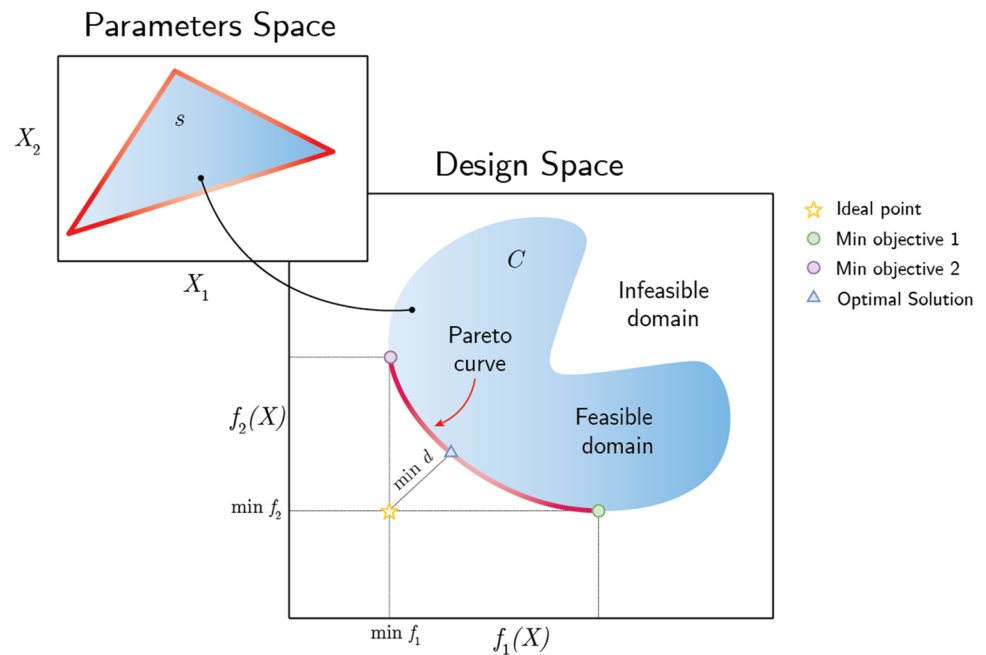 Parameters Space
s
X2
X1
Design Space
C
Infeasible
domain
Pareto
curve
Feasible
domain
f2(X)
min d
min f2
min f1
f1(X)
Ideal point
Min objective 1
Min objective 2
Optimal Solution